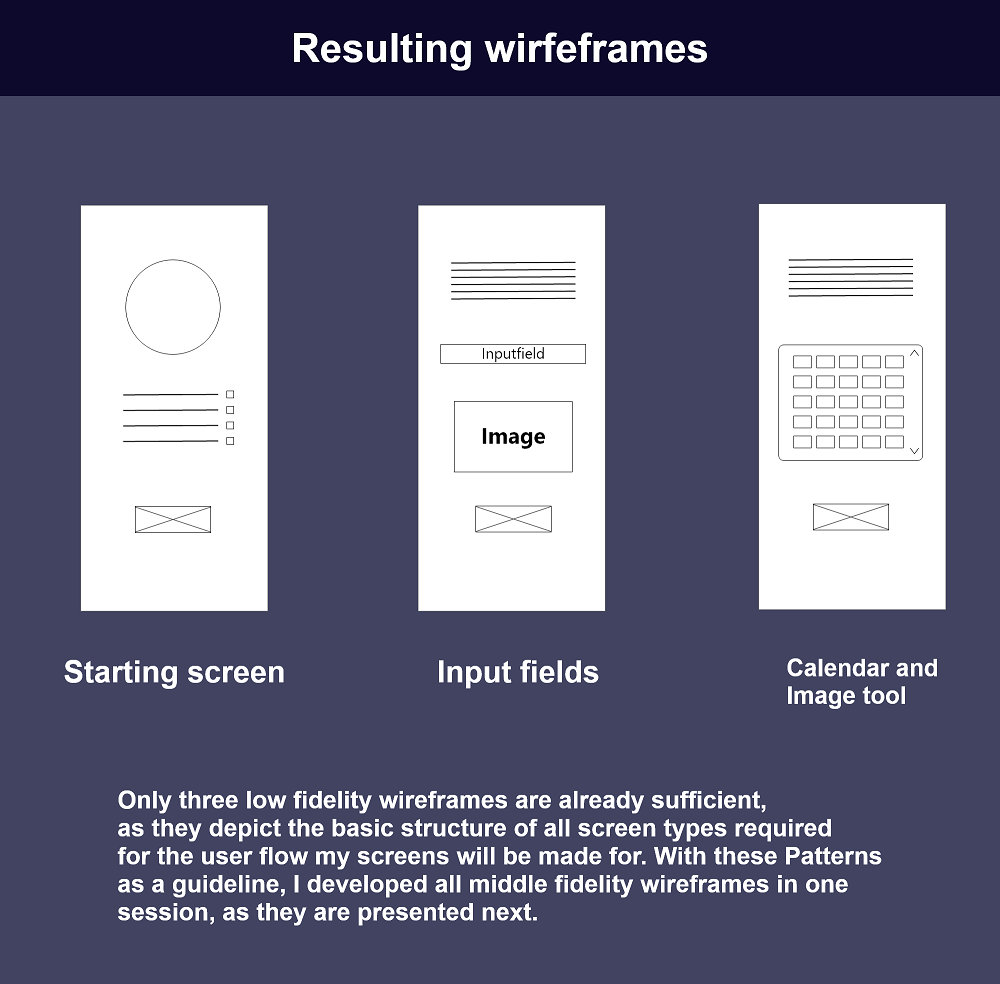 Resulting wirfeframes
Inputfield
Image
Starting screen
Input fields
Calendar and
Image tool
Only three low fidelity wireframes are already sufficient,
as they depict the basic structure of all screen types required
for the user flow my screens will be made for. With these Patterns
as a guideline, I developed all middle fidelity wireframes in one
session, as they are presented next.